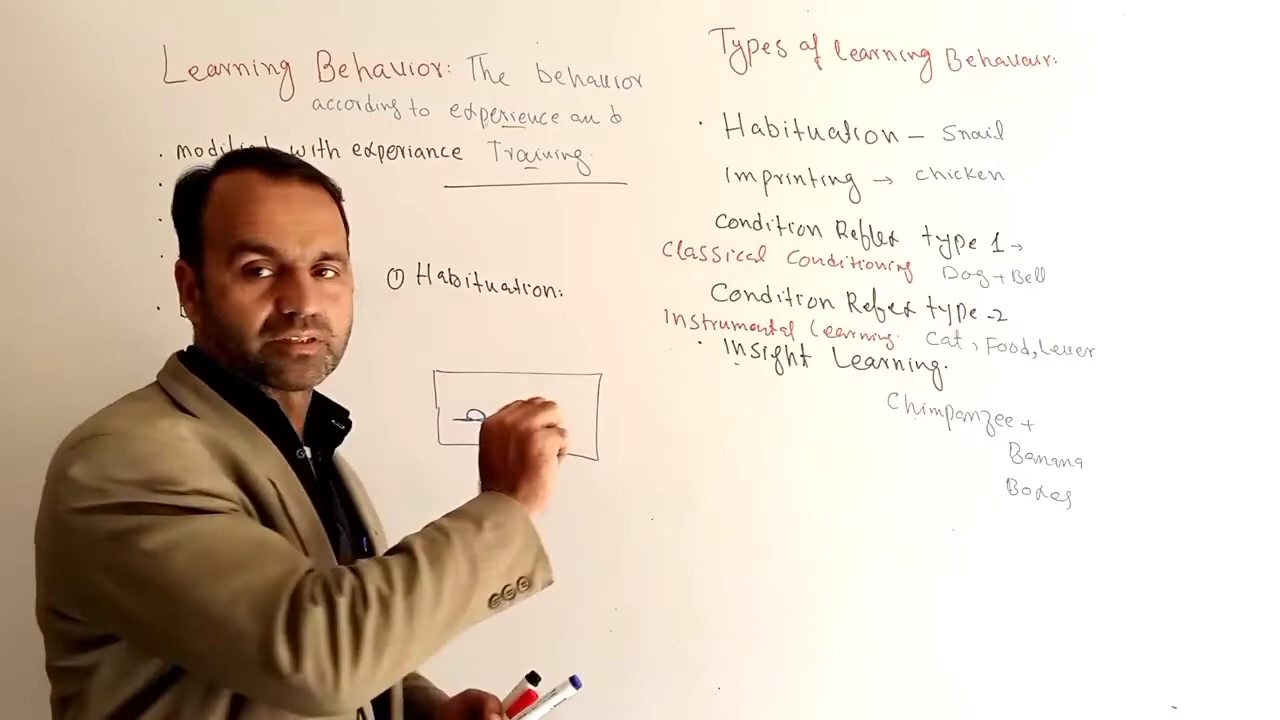 Learning Behavior: The behavior
according to experience and
modified with experiance Training.
① Habituation:
Types of learning Behaviour:
· Habituation – Snail
Imprinting → chicken
Condition Reflex type 1 →
Classical Conditioning Dog + Bell
Condition Refex type - 2
Instrumental Learning. Cat, Food, Lever
· Insight Learning.
Chimpanzee +
Banana
Boxes